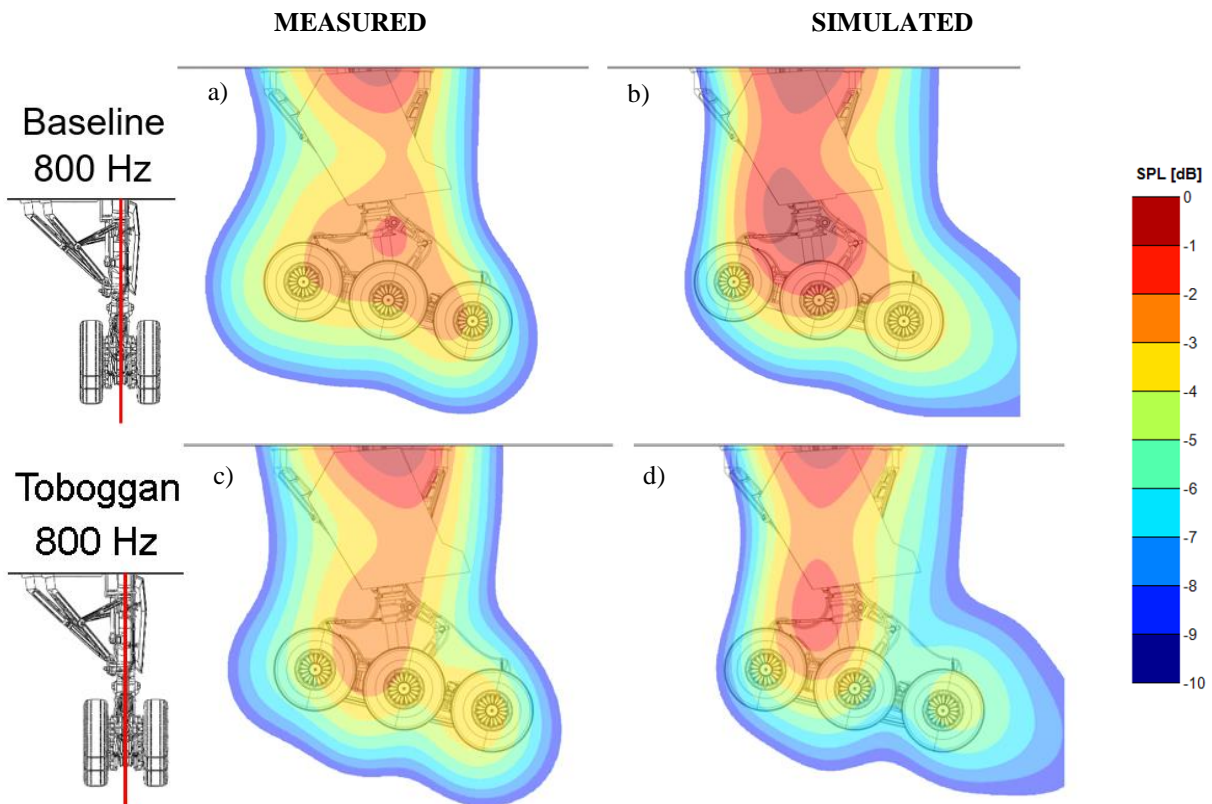 MEASURED
SIMULATED
a)
b)
Baseline
800 Hz
SPL [dB]
0
-1
-2
-3
-4
-5
-6
-7
-8
-9
-10
c)
d)
Toboggan
800 Hz